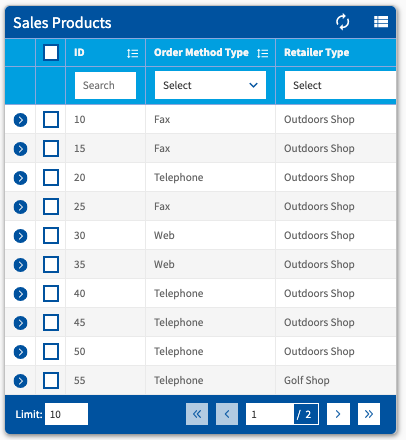 Sales Products
ID Order Method Type Retailer Type
Search Select Select
10 Fax Outdoors Shop
15 Fax Outdoors Shop
20 Telephone Outdoors Shop
25 Fax Outdoors Shop
30 Web Outdoors Shop
35 Web Outdoors Shop
40 Telephone Outdoors Shop
45 Telephone Outdoors Shop
50 Telephone Outdoors Shop
55 Telephone Golf Shop
Limit: 10 1 / 2